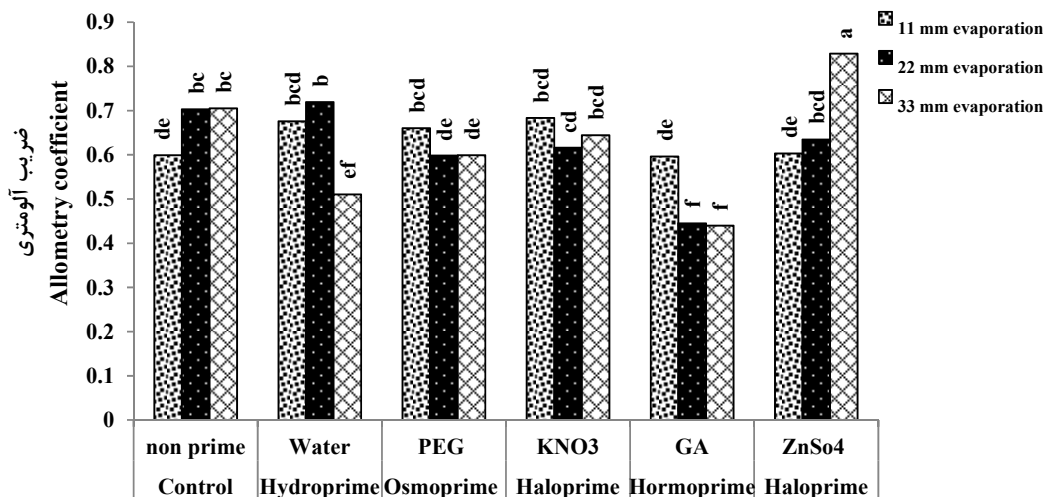 0.9
0.8
0.7
0.6
0.5
0.4
0.3
0.2
0.1
0
ضریب آلومتری
Allometry coefficient
de bc bc
bcd b ef
bcd de de
bcd cd bcd
de f f
de bcd a
11 mm evaporation
22 mm evaporation
33 mm evaporation
non prime Water PEG KNO3 GA ZnSo4
Control Hydroprime Osmoprime Haloprime Hormoprime Haloprime